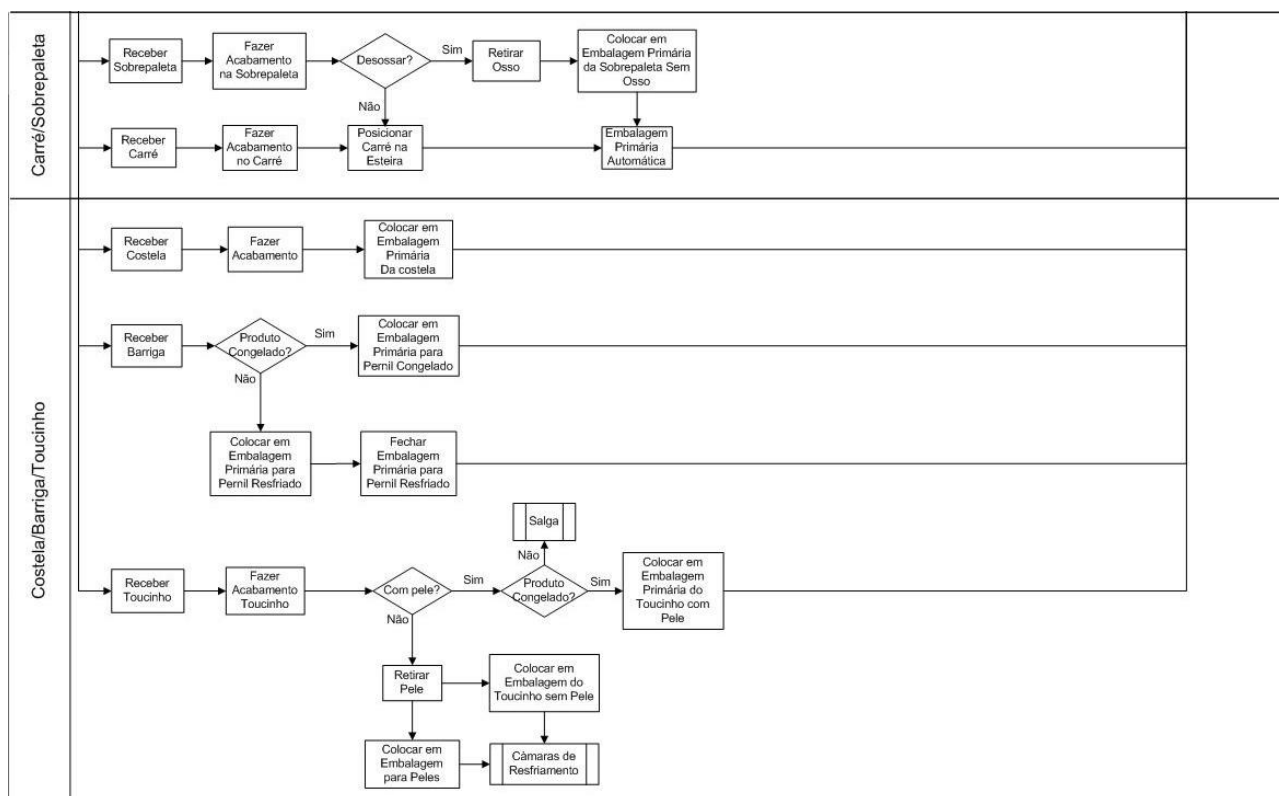 Carré/Sobrepaleta
Receber
Sobrepaleta
Fazer
Acabamento
na Sobrepaleta
Desossar?
Sim
Retirar
Osso
Colocar em
Embalagem Primária
da Sobrepaleta Sem
Osso
Não
Receber
Carré
Fazer
Acabamento
no Carré
Posicionar
Carré na
Esteira
Embalagem
Primária
Automática
Costela/Barriga/Toucinho
Receber
Costela
Fazer
Acabamento
Colocar em
Embalagem
Primária
Da costela
Receber
Barriga
Produto
Congelado?
Sim
Colocar em
Embalagem
Primária para
Pernil Congelado
Não
Colocar em
Embalagem
Primária para
Pernil Resfriado
Fechar
Embalagem
Primária para
Pernil Resfriado
Salga
Não
Receber
Toucinho
Fazer
Acabamento
Toucinho
Com pele?
Sim
Produto
Congelado?
Sim
Colocar em
Embalagem
Primária do
Toucinho com
Pele
Não
Retirar
Pele
Colocar em
Embalagem do
Toucinho sem Pele
Colocar em
Embalagem
para Peles
Câmaras de
Resfriamento